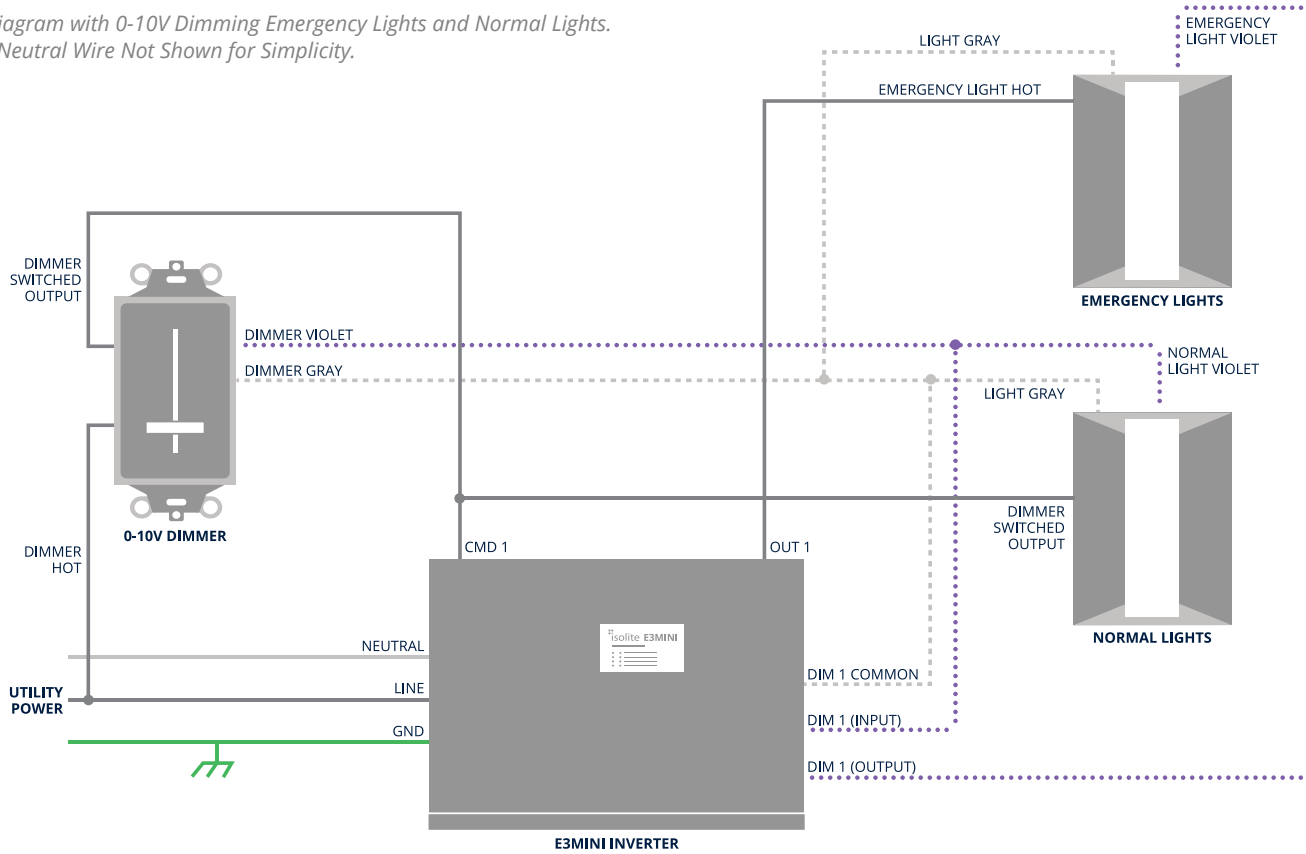 iagram with 0-10V Dimming Emergency Lights and Normal Lights.
Neutral Wire Not Shown for Simplicity.
EMERGENCY
LIGHT VIOLET
LIGHT GRAY
EMERGENCY LIGHT HOT
EMERGENCY LIGHTS
DIMMER
SWITCHED
OUTPUT
DIMMER VIOLET
DIMMER GRAY
NORMAL
LIGHT VIOLET
LIGHT GRAY
0-10V DIMMER
DIMMER
SWITCHED
OUTPUT
DIMMER
HOT
CMD 1
OUT 1
NORMAL LIGHTS
isolite E3MINI
NEUTRAL
UTILITY
POWER
LINE
GND
DIM 1 COMMON
DIM 1 (INPUT)
DIM 1 (OUTPUT)
E3MINI INVERTER